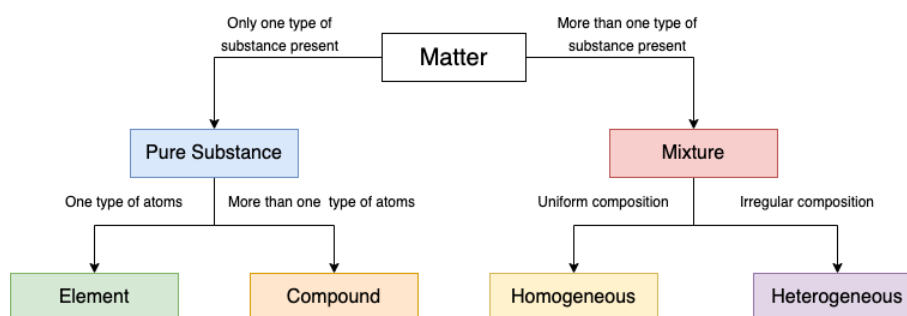 Only one type of
substance present
Matter
More than one type of
substance present
Pure Substance
Mixture
One type of atoms
More than one type of atoms
Uniform composition
Irregular composition
Element
Compound
Homogeneous
Heterogeneous